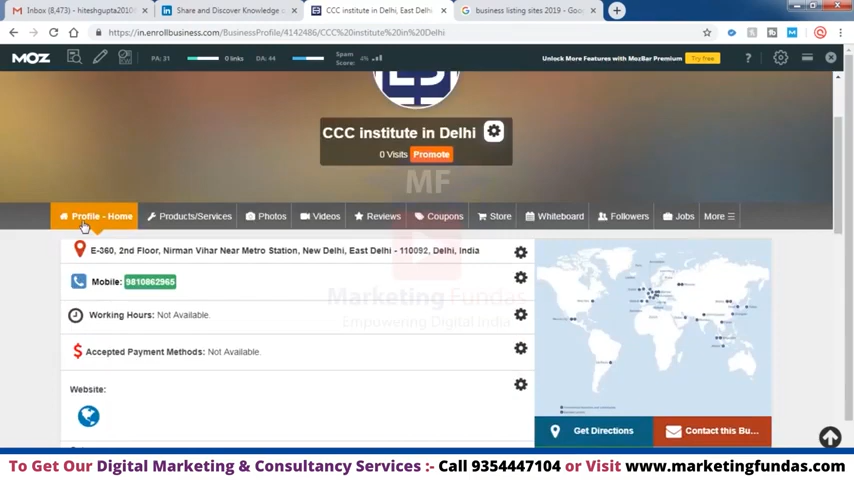 Inbox (8,473) - hiteshgupta2010
Share and Discover Knowledge
CCC institute in Delhi, East Delhi
business listing sites 2019 - Goo
https://in.enrollbusiness.com/BusinessProfile/4142486/CCC%20institute%20in%20Delhi
MOZ
PA: 31
0 links
DA: 44
Spam Score: 4%
Unlock More Features with MozBar Premium
Try free
CCC institute in Delhi
0 Visits Promote
MF
Profile - Home
Products/Services
Photos
Videos
Reviews
Coupons
Store
Whiteboard
Followers
Jobs
More
E-360, 2nd Floor, Nirman Vihar Near Metro Station, New Delhi, East Delhi - 110092, Delhi, India
Mobile: 9810862965
Marketing Fundas
Empowering Digital India
Working Hours: Not Available.
Accepted Payment Methods: Not Available.
Website:
Get Directions
Contact this Bu...
To Get Our Digital Marketing & Consultancy Services :- Call 9354447104 or Visit www.marketingfundas.com